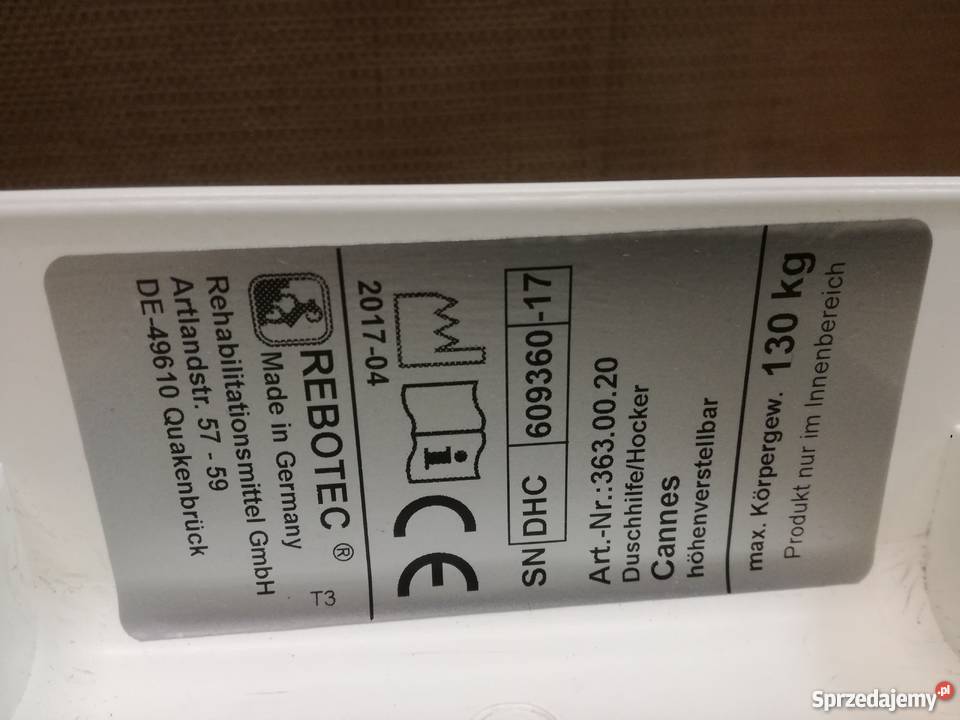 REBOTEC ®
Made in Germany
T3
Rehabilitationsmittel GmbH
Artlandstr. 57 - 59
DE-49610 Quakenbrück
2017-04
i
CE
SN DHC 609360 -17
Art.-Nr.:363.00.20
Duschhilfe/Hocker
Cannes
höhenverstellbar
max. Körpergew. 130 kg
Produkt nur im Innenbereich
Sprzedajemy.pl